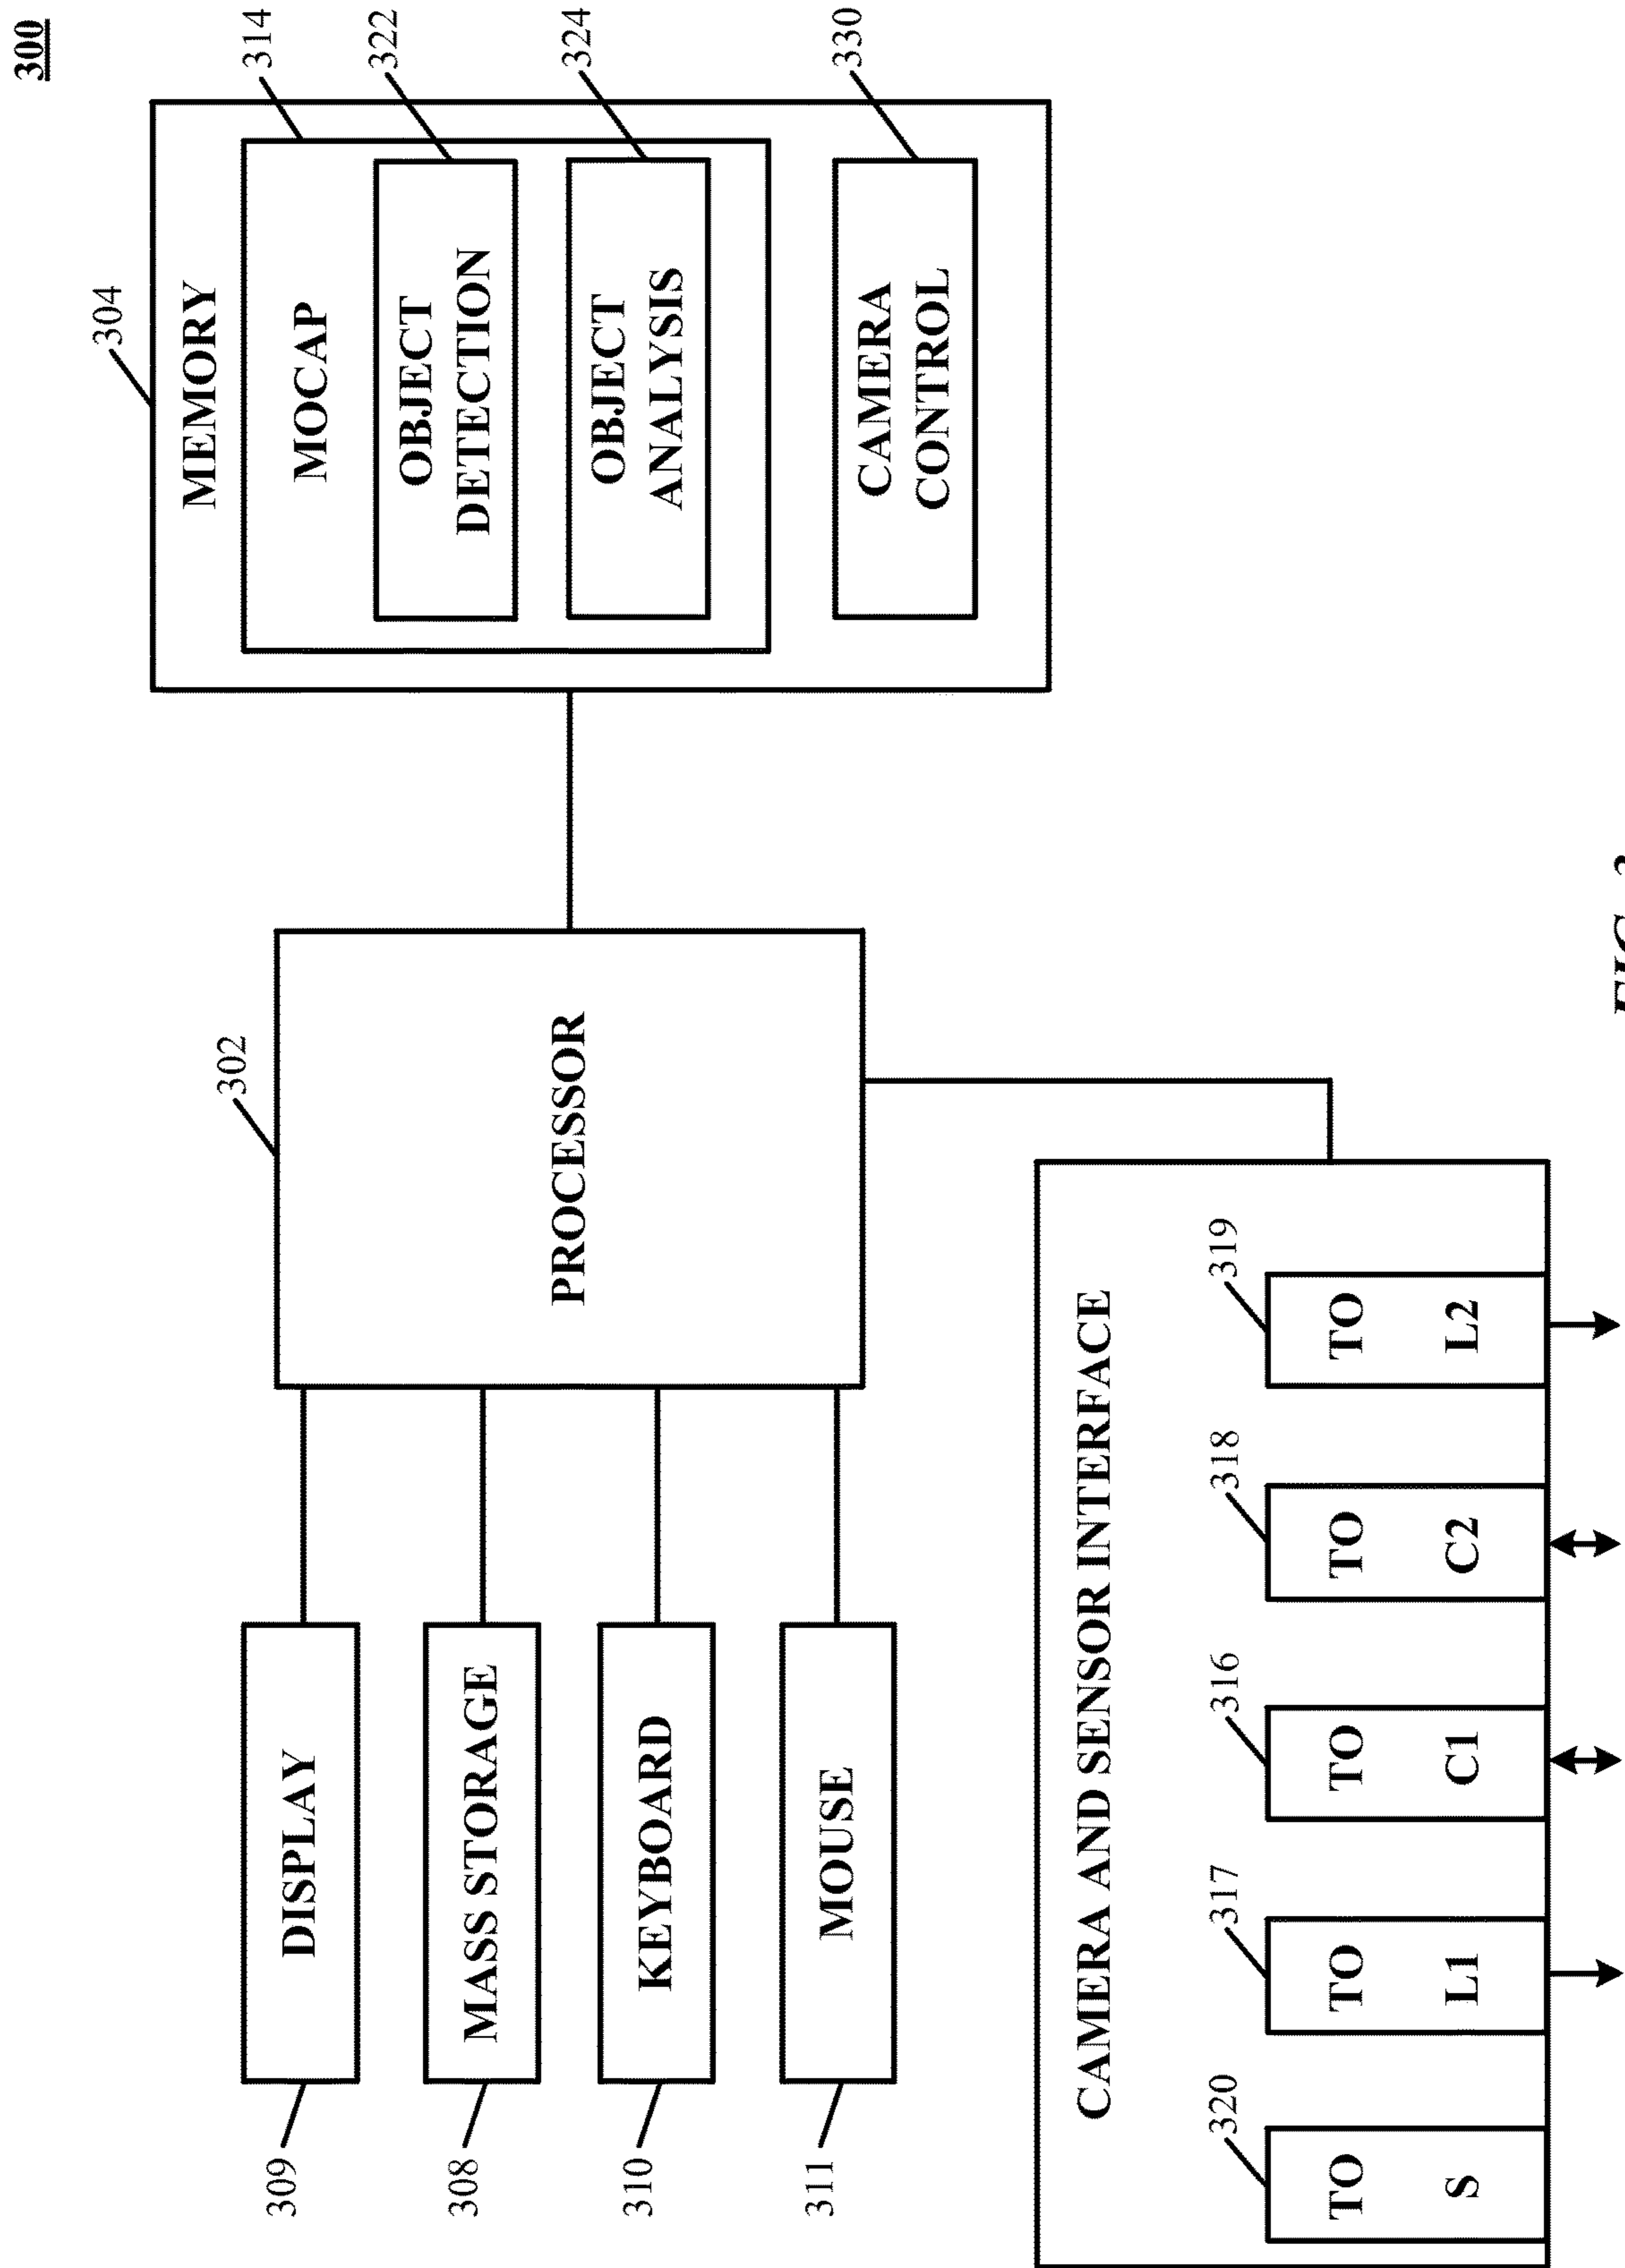 300
304
MEMORY
314
MOCAP
322
OBJECT
DETECTION
324
OBJECT
ANALYSIS
330
CAMERA
CONTROL
302
PROCESSOR
309
DISPLAY
308
MASS STORAGE
310
KEYBOARD
311
MOUSE
CAMERA AND SENSOR INTERFACE
320
TO
S
317
TO
L1
316
TO
C1
318
TO
C2
319
TO
L2